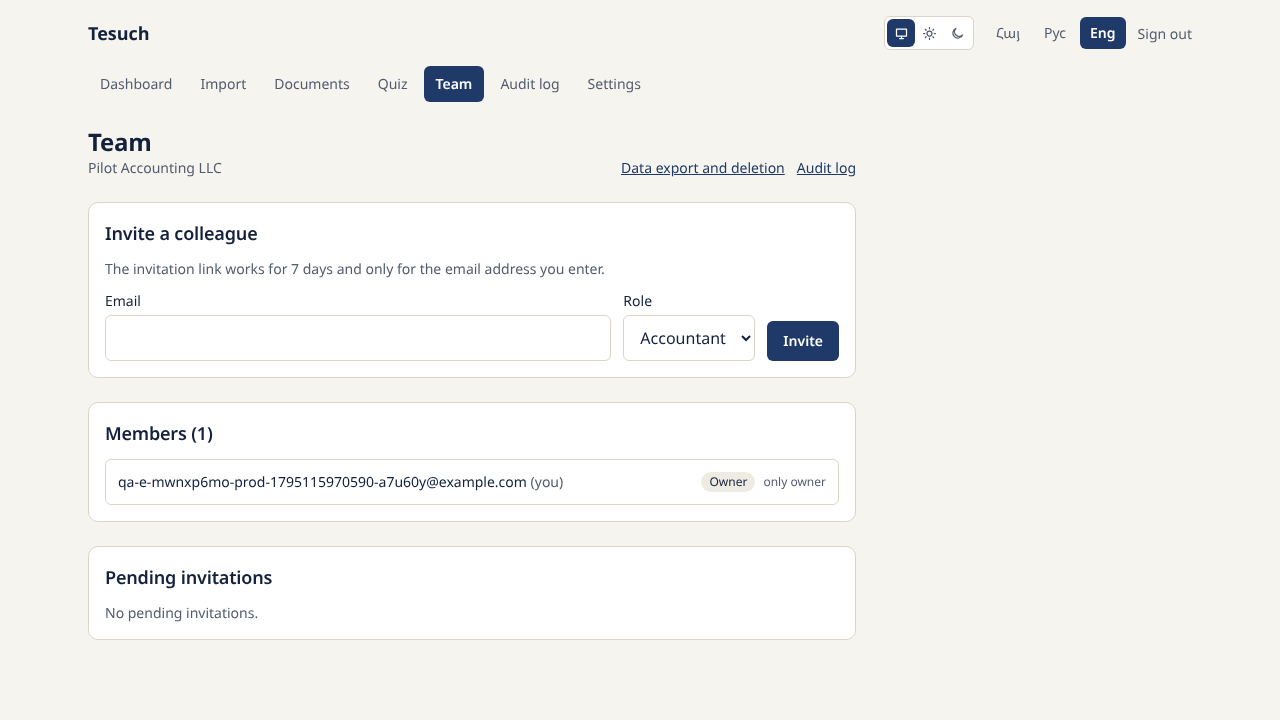 Tesuch
Հայ Рус Eng Sign out
Dashboard Import Documents Quiz Team Audit log Settings
Team
Pilot Accounting LLC
Data export and deletion Audit log
Invite a colleague
The invitation link works for 7 days and only for the email address you enter.
Email Role
Accountant Invite
Members (1)
qa-e-mwnxp6mo-prod-1795115970590-a7u60y@example.com (you) Owner only owner
Pending invitations
No pending invitations.